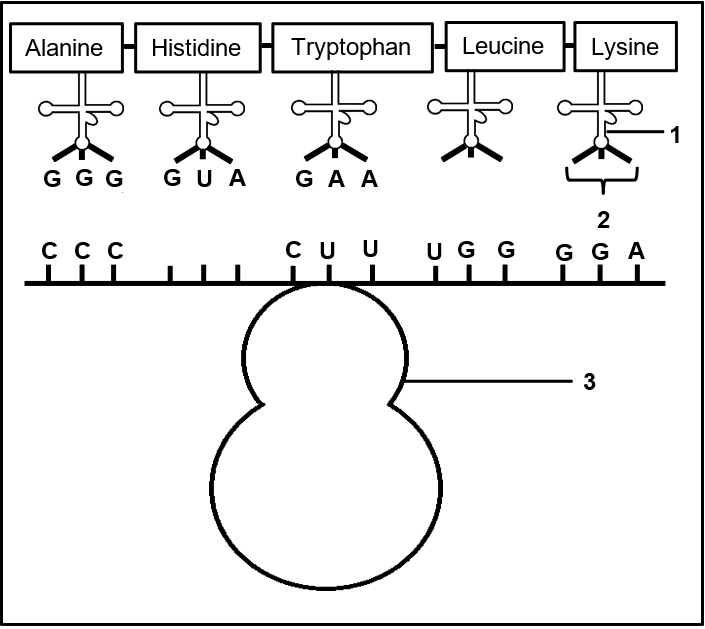 Alanine Histidine Tryptophan Leucine Lysine
1
G G G G U A G A A
2
C C C C U U U G G G G A
3